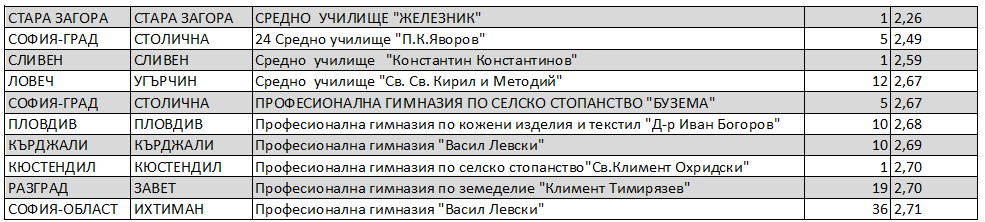 СТАРА ЗАГОРА СТАРА ЗАГОРА СРЕДНО УЧИЛИЩЕ "ЖЕЛЕЗНИК" 1 2,26
СОФИЯ-ГРАД СТОЛИЧНА 24 Средно училище "П.К.Яворов" 5 2,49
СЛИВЕН СЛИВЕН Средно училище "Константин Константинов" 1 2,59
ЛОВЕЧ УГЪРЧИН Средно училище "Св. Св. Кирил и Методий" 12 2,67
СОФИЯ-ГРАД СТОЛИЧНА ПРОФЕСИОНАЛНА ГИМНАЗИЯ ПО СЕЛСКО СТОПАНСТВО "БУЗЕМА" 5 2,67
ПЛОВДИВ ПЛОВДИВ Професионална гимназия по кожени изделия и текстил "Д-р Иван Богоров" 10 2,68
КЪРДЖАЛИ КЪРДЖАЛИ Професионална гимназия "Васил Левски" 10 2,69
КЮСТЕНДИЛ КЮСТЕНДИЛ Професионална гимназия по селско стопанство"Св.Климент Охридски" 1 2,70
РАЗГРАД ЗАВЕТ Професионална гимназия по земеделие "Климент Тимирязев" 19 2,70
СОФИЯ-ОБЛАСТ ИХТИМАН Професионална гимназия "Васил Левски" 36 2,71